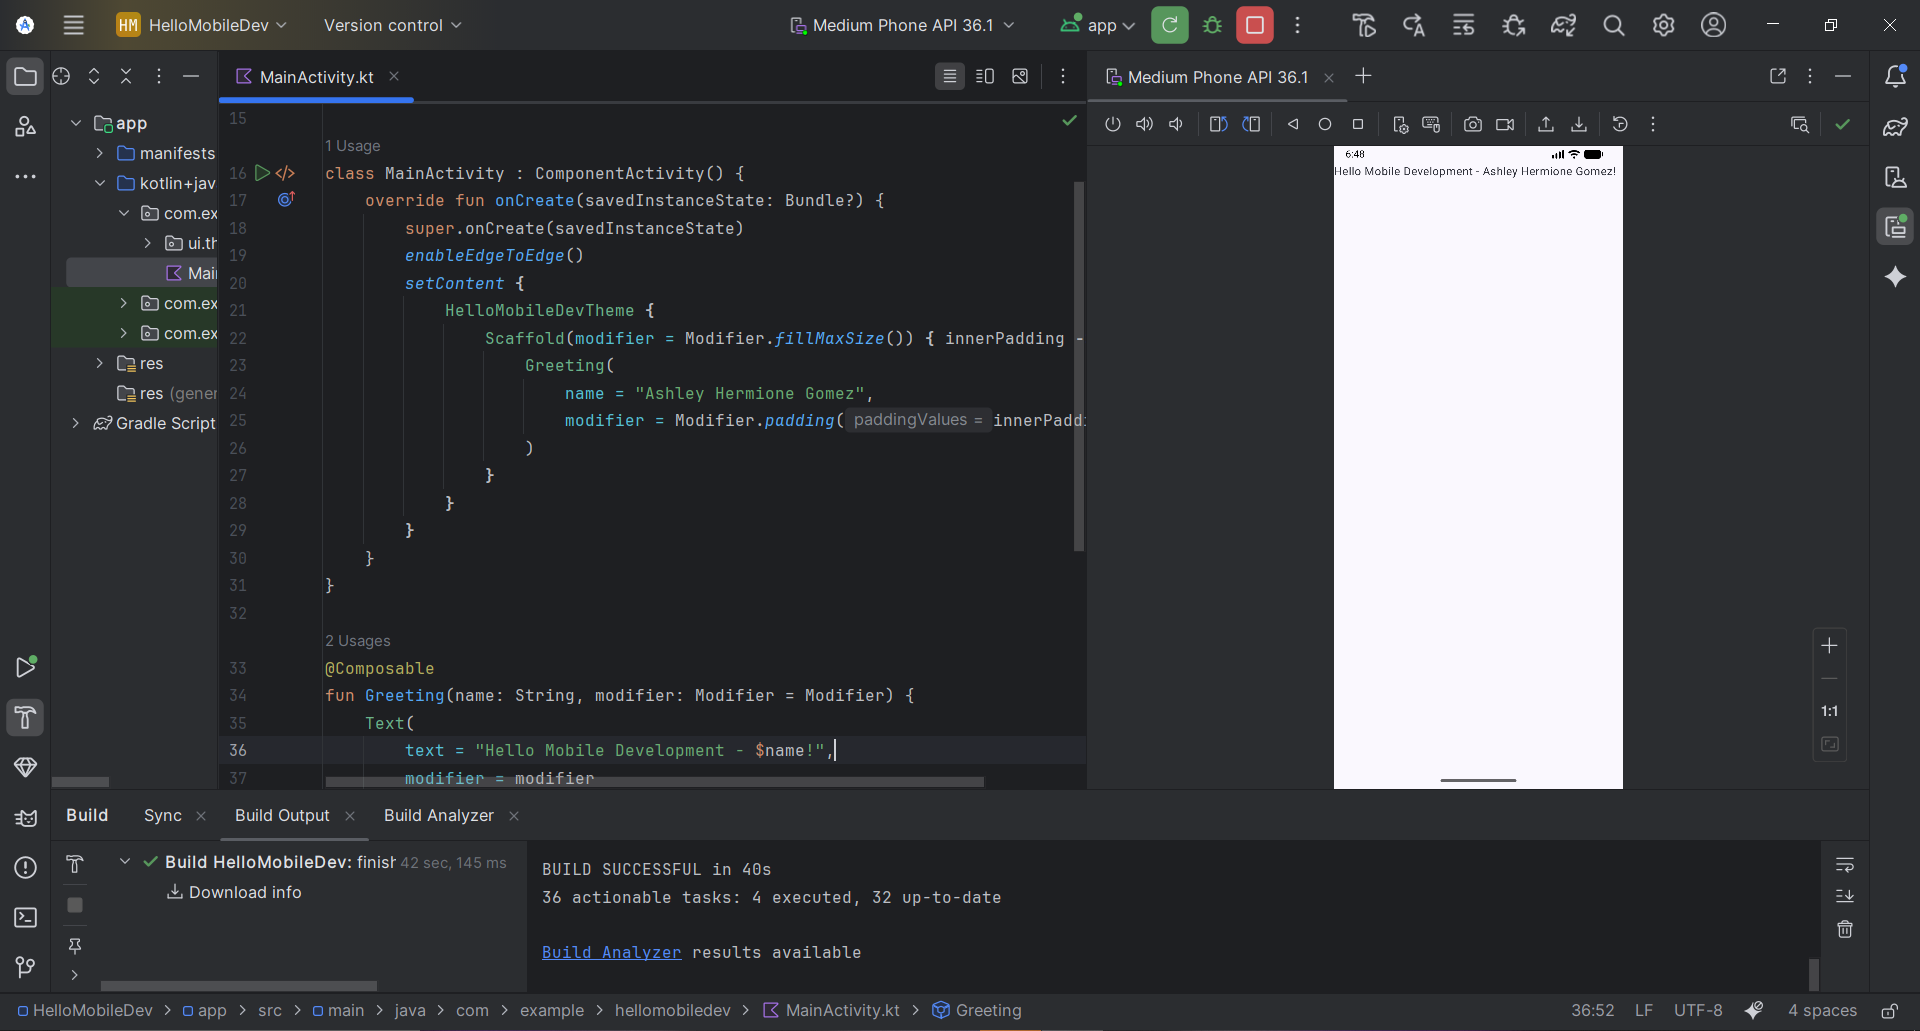 HM HelloMobileDev Version control Medium Phone API 36.1 app
MainActivity.kt
Medium Phone API 36.1
app
manifests
kotlin+jav
com.ex
ui.th
Mai
com.ex
com.ex
res
res (gener
Gradle Script
15
1 Usage
16 class MainActivity : ComponentActivity() {
17 override fun onCreate(savedInstanceState: Bundle?) {
18 super.onCreate(savedInstanceState)
19 enableEdgeToEdge()
20 setContent {
21 HelloMobileDevTheme {
22 Scaffold(modifier = Modifier.fillMaxSize()) { innerPadding -
23 Greeting(
24 name = "Ashley Hermione Gomez",
25 modifier = Modifier.padding( paddingValues = innerPaddi
26 )
27 }
28 }
29 }
30 }
31 }
32
2 Usages
33 @Composable
34 fun Greeting(name: String, modifier: Modifier = Modifier) {
35 Text(
36 text = "Hello Mobile Development - $name!",
37 modifier = modifier
6:48
Hello Mobile Development - Ashley Hermione Gomez!
1:1
Build Sync Build Output Build Analyzer
Build HelloMobileDev: finish 42 sec, 145 ms
Download info
BUILD SUCCESSFUL in 40s
36 actionable tasks: 4 executed, 32 up-to-date
Build Analyzer results available
HelloMobileDev > app > src > main > java > com > example > hellomobiledev > MainActivity.kt > Greeting
36:52 LF UTF-8 4 spaces